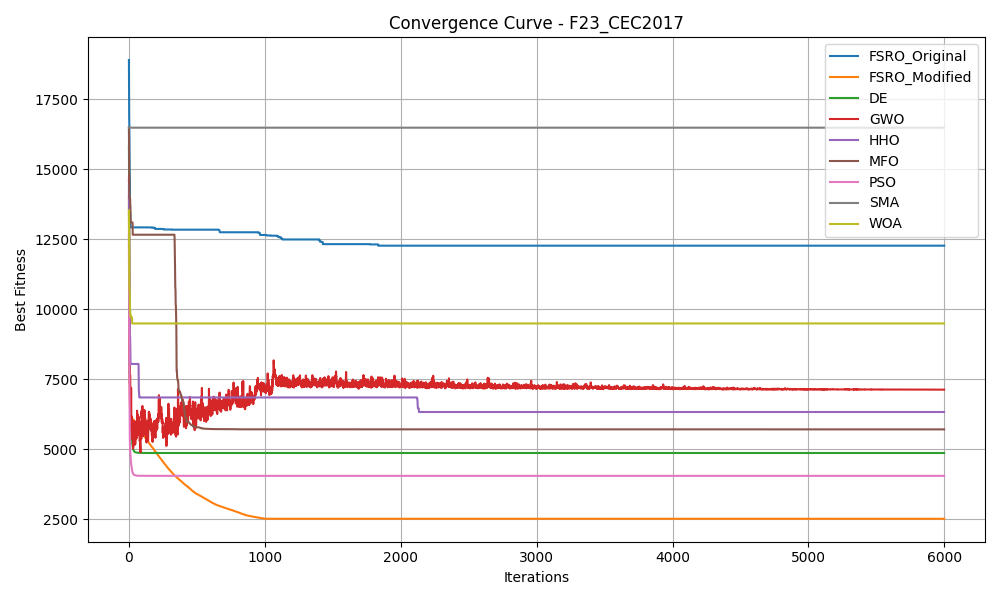 Convergence Curve - F23_CEC2017
Best Fitness
17500
15000
12500
10000
7500
5000
2500
0
1000
2000
3000
4000
5000
6000
Iterations
FSRO_Original
FSRO_Modified
DE
GWO
HHO
MFO
PSO
SMA
WOA